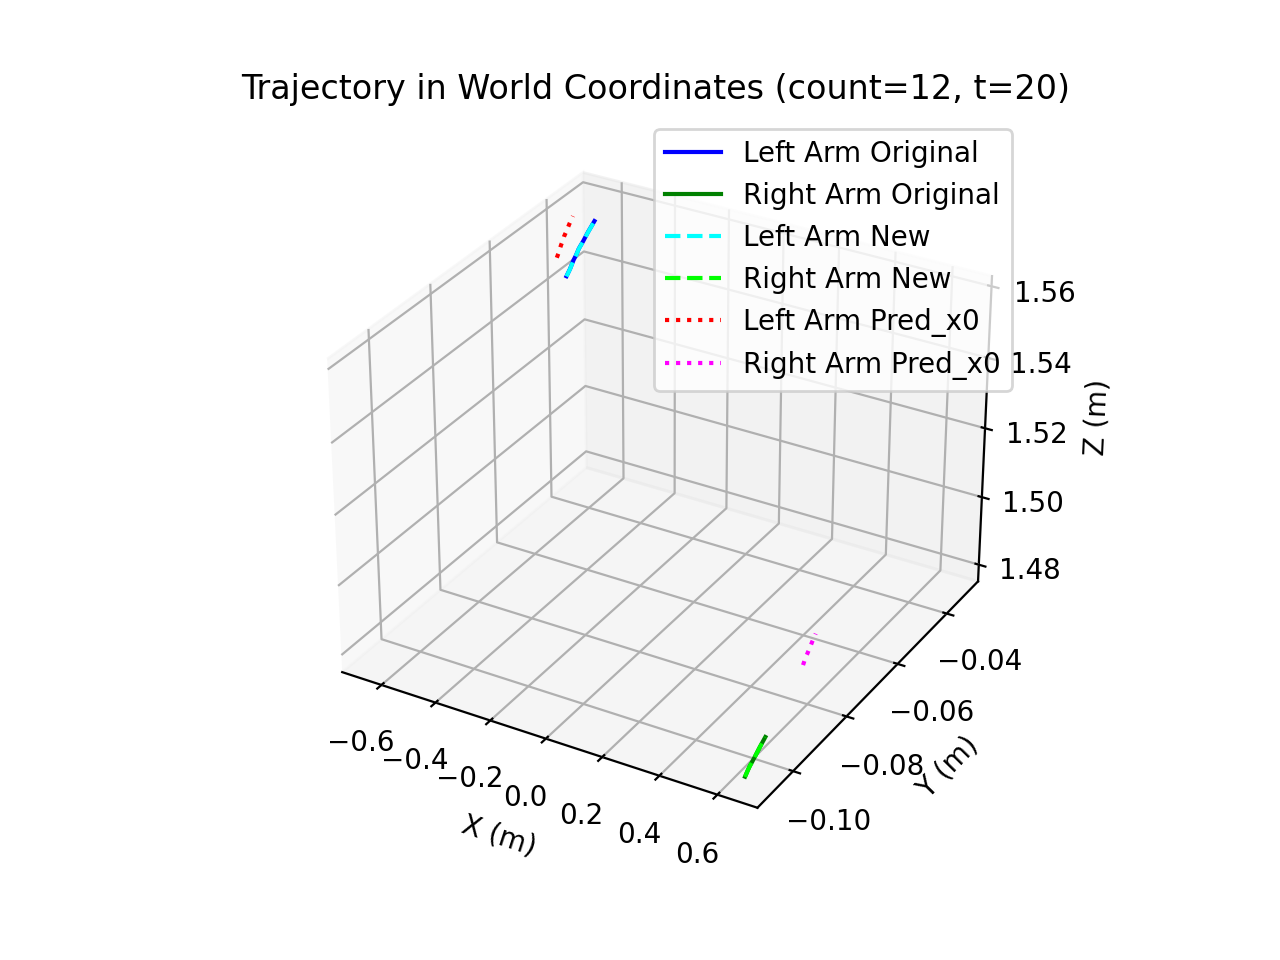 Trajectory in World Coordinates (count=12, t=20)
Left Arm Original
Right Arm Original
Left Arm New
Right Arm New
Left Arm Pred_x0
Right Arm Pred_x0
1.56
1.54
1.52
1.50
1.48
Z (m)
−0.04
−0.06
−0.08
−0.10
Y (m)
−0.6
−0.4
−0.2
0.0
0.2
0.4
0.6
X (m)